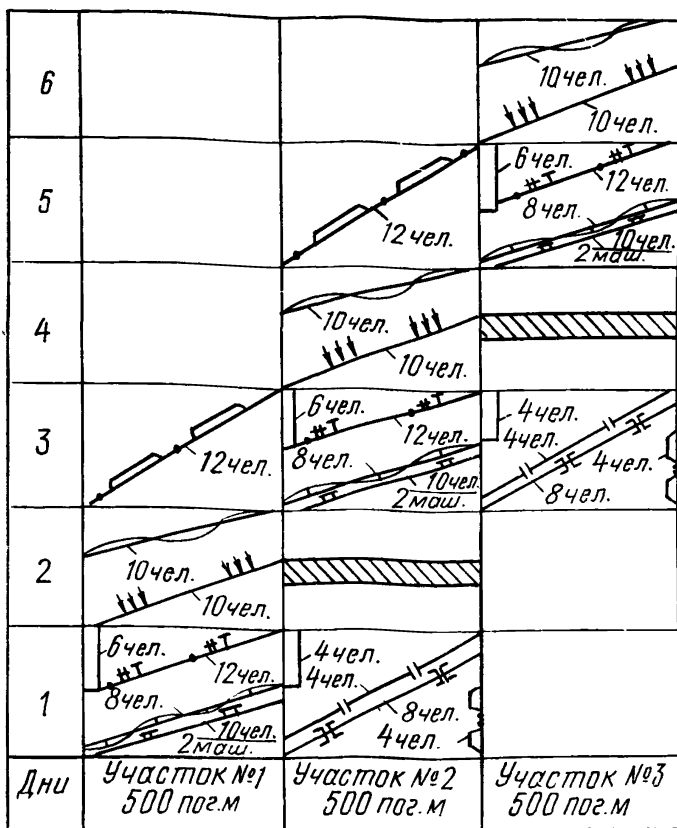 6
10чел.
10чел.
5
12чел.
6чел.
12чел.
8чел.
10чел.
2маш.
4
10чел.
10чел.
3
12чел.
6чел.
12чел.
8чел.
10чел.
2маш.
4чел.
4чел.
4чел.
8чел.
2
10чел.
10чел.
1
6чел.
12чел.
8чел.
10чел.
2маш.
4чел.
4чел.
8чел.
4чел.
Дни
Участок №1
500 пог.м
Участок №2
500 пог.м
Участок №3
500 пог.м